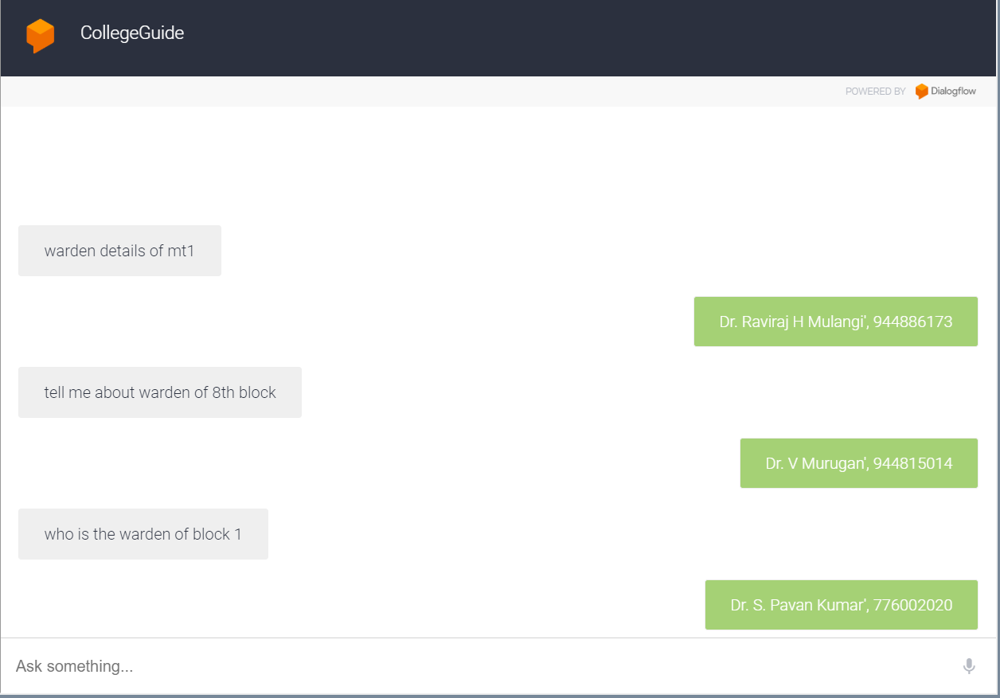 CollegeGuide
POWERED BY Dialogflow
warden details of mt1
Dr. Raviraj H Mulangi', 944886173
tell me about warden of 8th block
Dr. V Murugan', 944815014
who is the warden of block 1
Dr. S. Pavan Kumar', 776002020
Ask something...